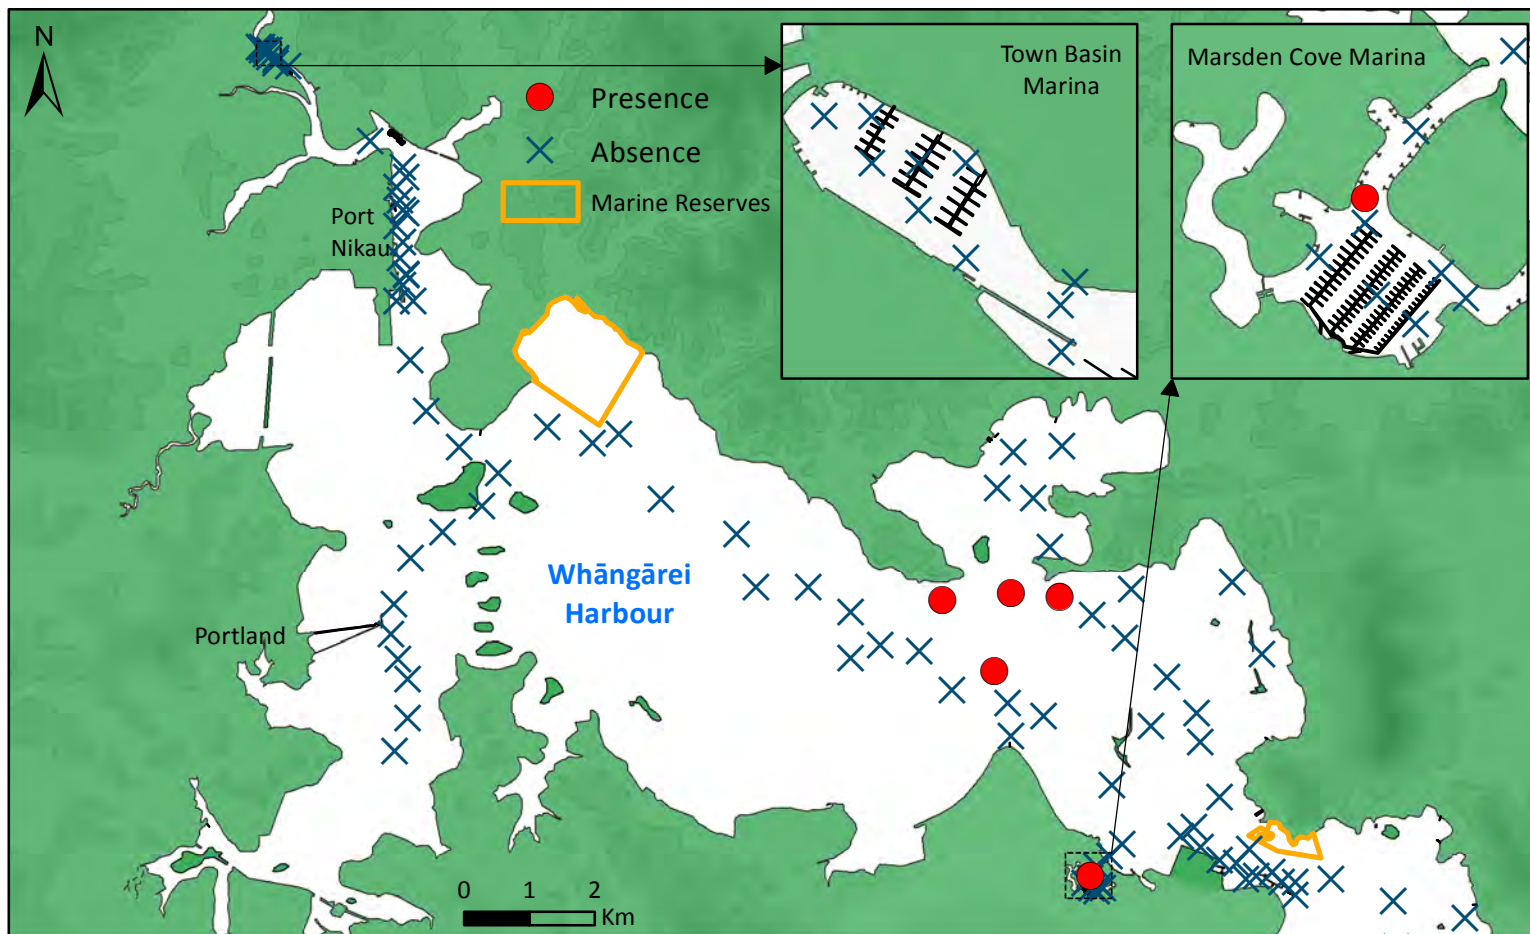 N
Presence
Absence
Marine Reserves
Town Basin
Marina
Marsden Cove Marina
Port
Nikau
Whāngārei
Harbour
Portland
0 1 2
Km